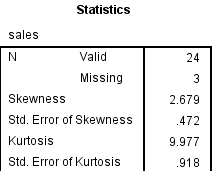 Statistics
sales
N Valid 24
Missing 3
Skewness 2.679
Std. Error of Skewness .472
Kurtosis 9.977
Std. Error of Kurtosis .918